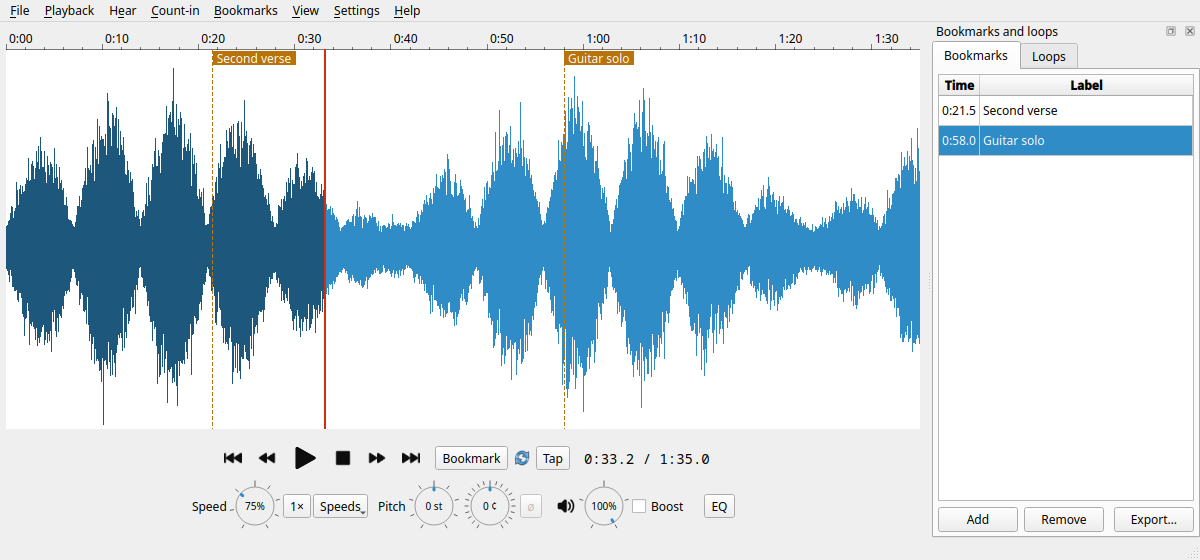 File Playback Hear Count-in Bookmarks View Settings Help
0:00 0:10 0:20 0:30 0:40 0:50 1:00 1:10 1:20 1:30
Second verse Guitar solo
Bookmarks and loops
Bookmarks Loops
Time Label
0:21.5 Second verse
0:58.0 Guitar solo
Bookmark Tap 0:33.2 / 1:35.0
Speed 75% 1× Speeds Pitch 0 st 0 ¢ ø 100% Boost EQ
Add Remove Export...